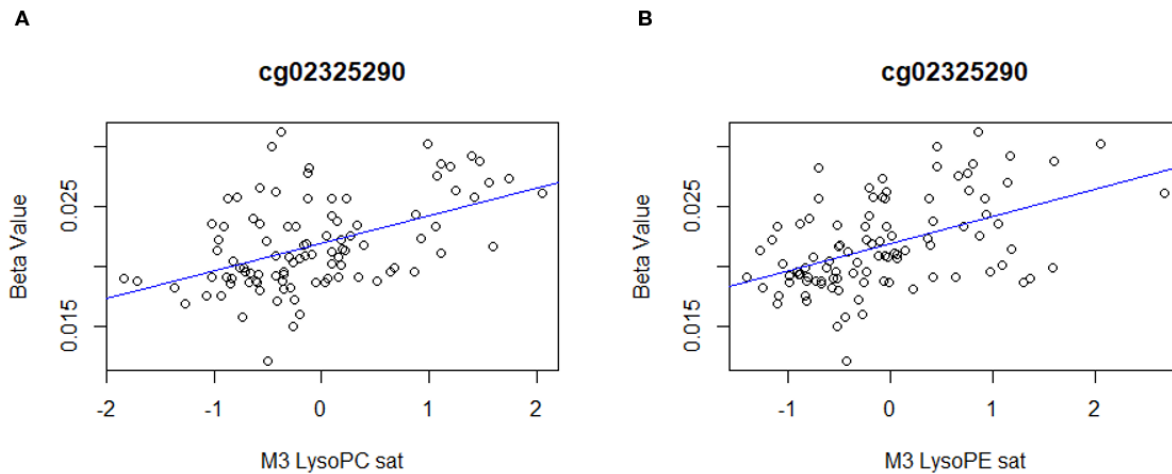 A
cg02325290
Beta Value
0.025
0.015
-2 -1 0 1 2
M3 LysoPC sat
B
cg02325290
Beta Value
0.025
0.015
-1 0 1 2
M3 LysoPE sat